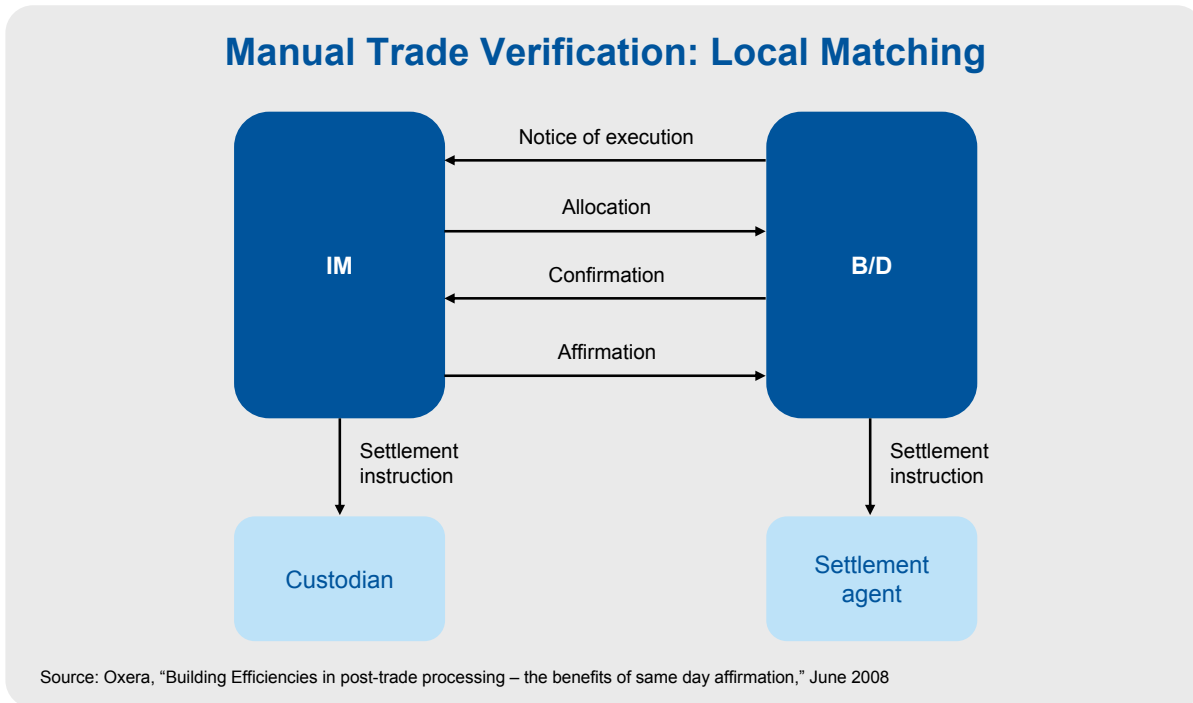 Manual Trade Verification: Local Matching
Notice of execution
Allocation
IM
B/D
Confirmation
Affirmation
Settlement
instruction
Settlement
instruction
Custodian
Settlement
agent
Source: Oxera, “Building Efficiencies in post-trade processing – the benefits of same day affirmation,” June 2008